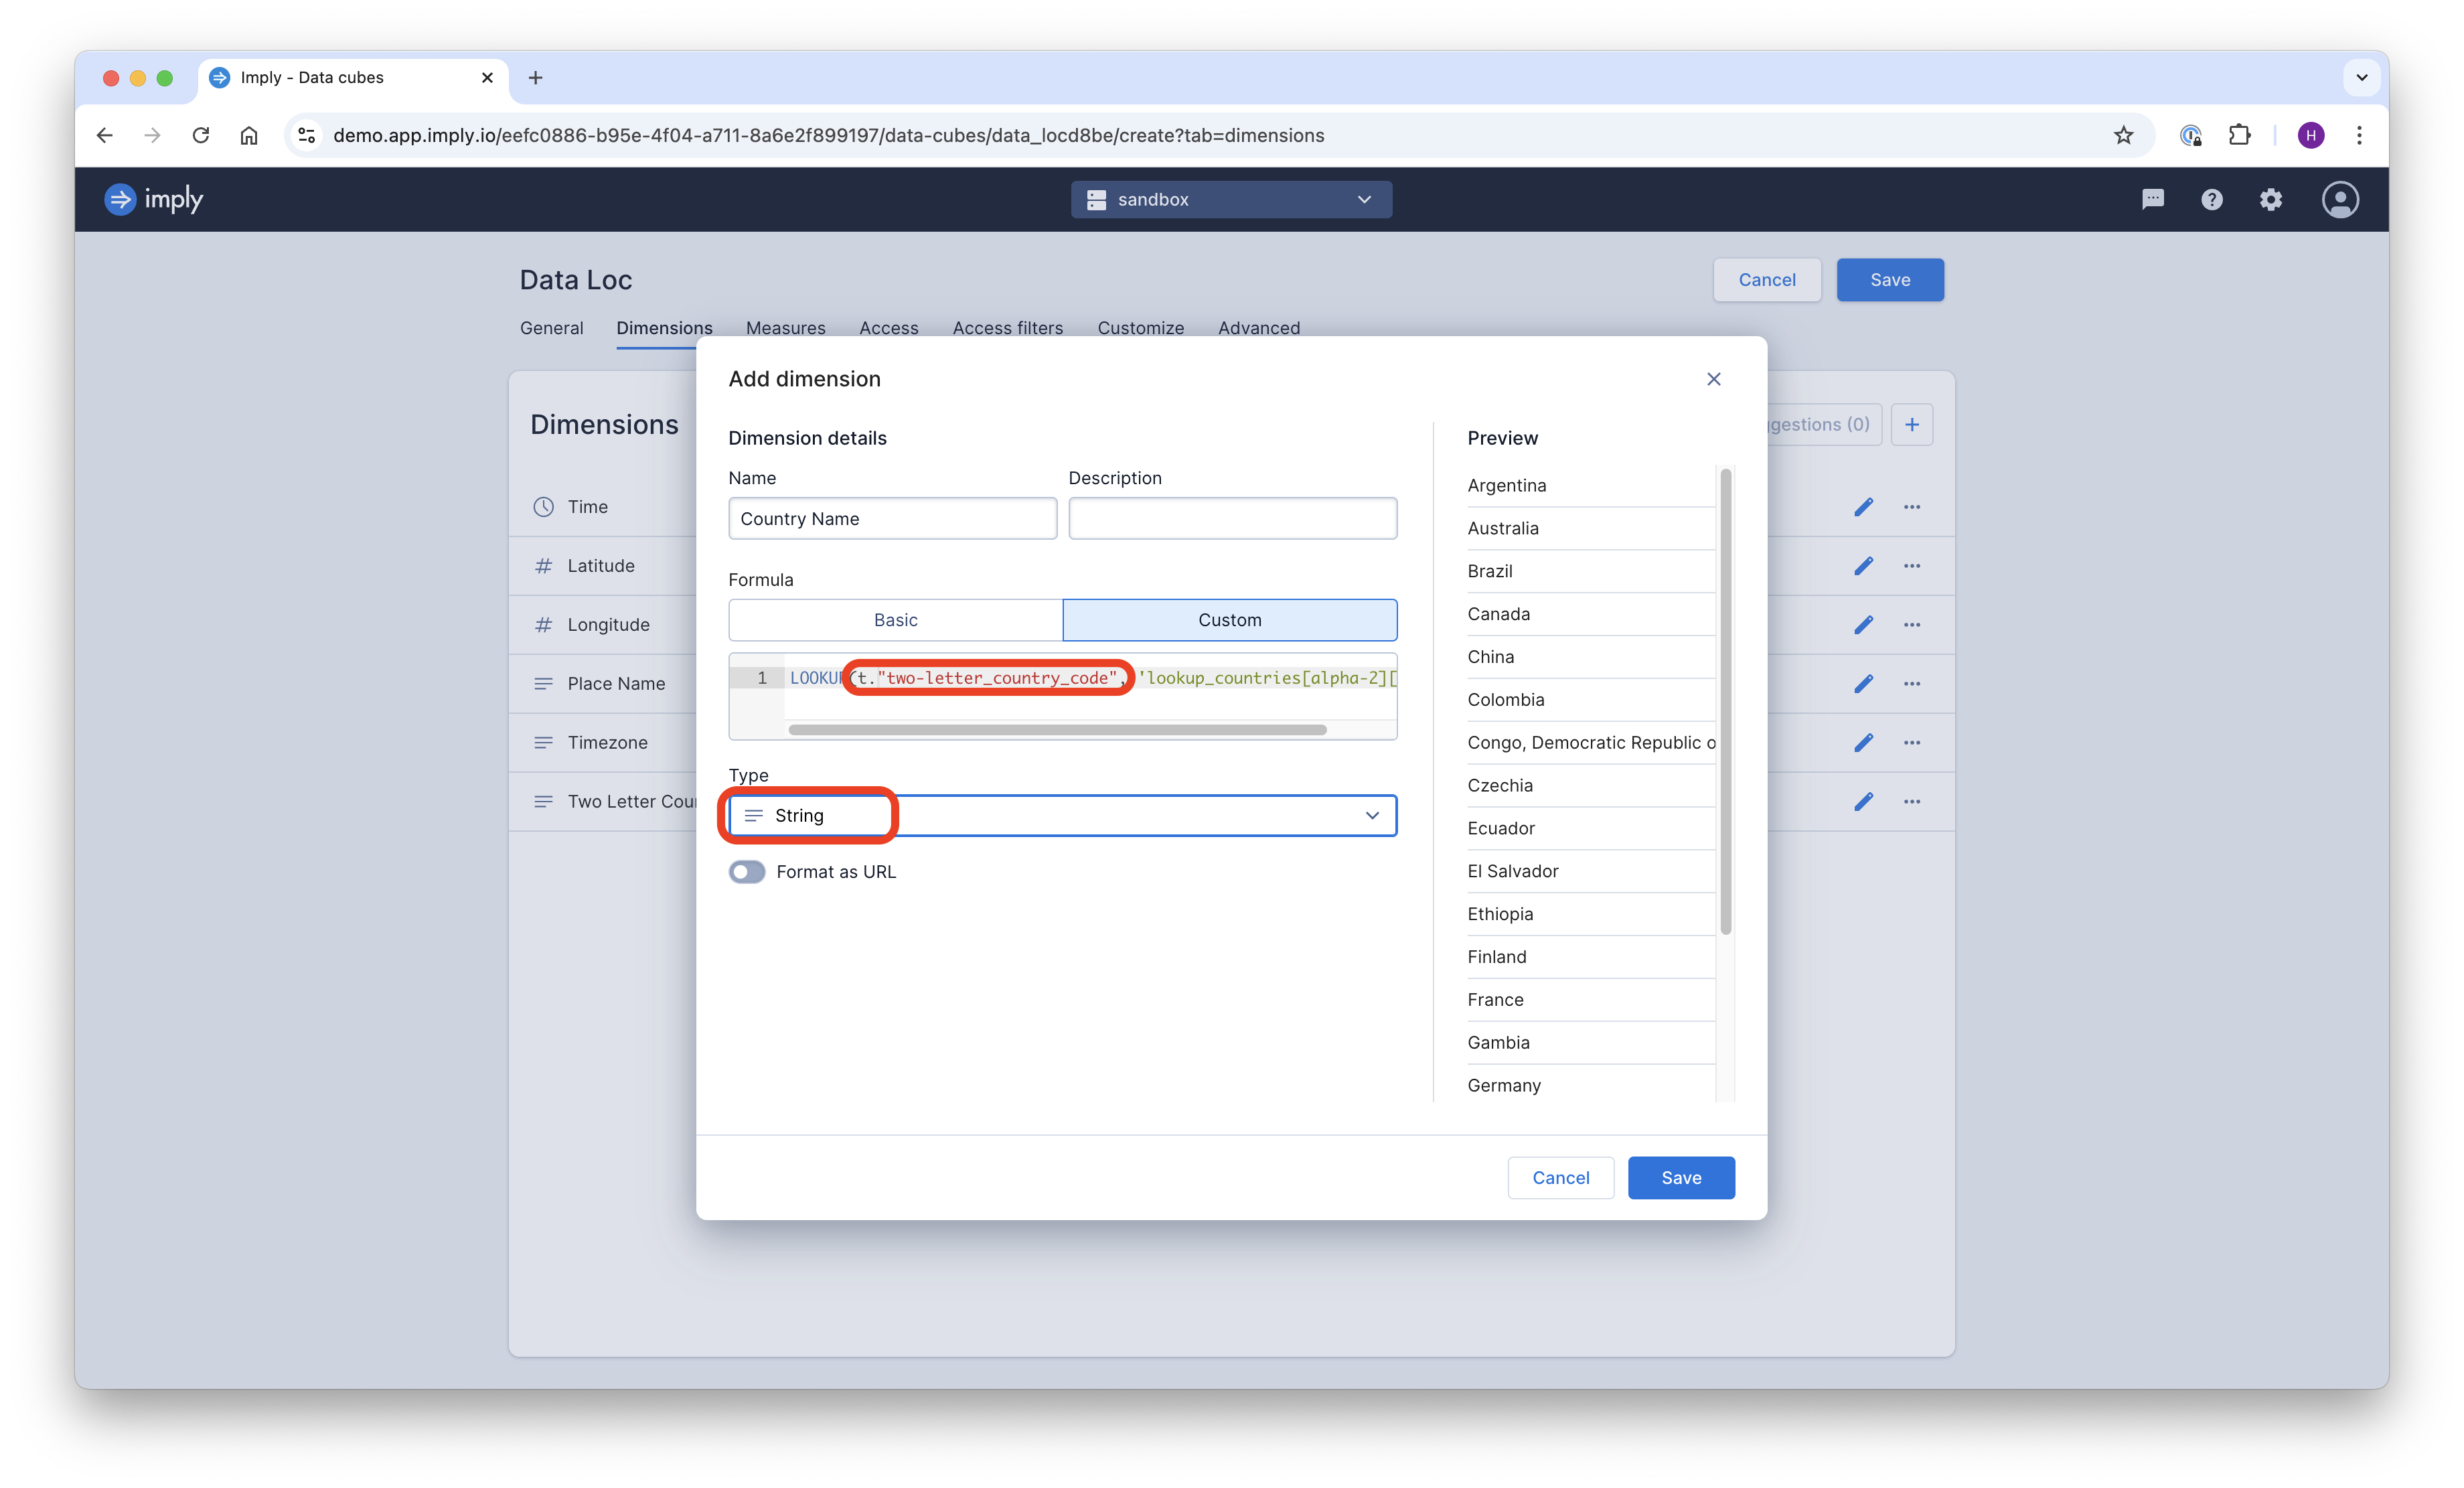 Imply - Data cubes
demo.app.imply.io/eefc0886-b95e-4f04-a711-8a6e2f899197/data-cubes/data_locd8be/create?tab=dimensions
H
imply
sandbox
Data Loc
Cancel
Save
General
Dimensions
Measures
Access
Access filters
Customize
Advanced
Dimensions
ggestions (0)
Time
Latitude
Longitude
Place Name
Timezone
Two Letter Cou
Add dimension
Dimension details
Name
Description
Country Name
Formula
Basic
Custom
1 LOOKUP(t."two-letter_country_code", 'lookup_countries[alpha-2][
Type
String
Format as URL
Preview
Argentina
Australia
Brazil
Canada
China
Colombia
Congo, Democratic Republic o
Czechia
Ecuador
El Salvador
Ethiopia
Finland
France
Gambia
Germany
Cancel
Save